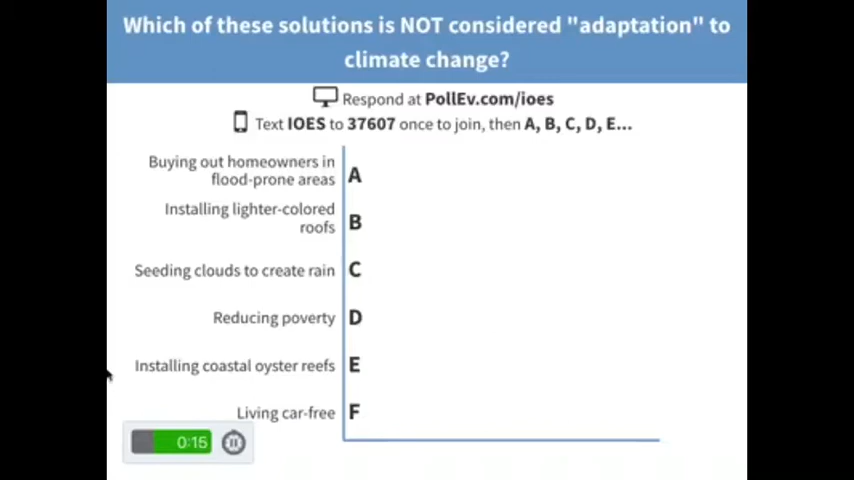 Which of these solutions is NOT considered "adaptation" to
climate change?
Respond at PollEv.com/ioes
Text IOES to 37607 once to join, then A, B, C, D, E...
Buying out homeowners in
flood-prone areas
A
Installing lighter-colored
roofs
B
Seeding clouds to create rain C
Reducing poverty D
Installing coastal oyster reefs E
Living car-free F
0:15